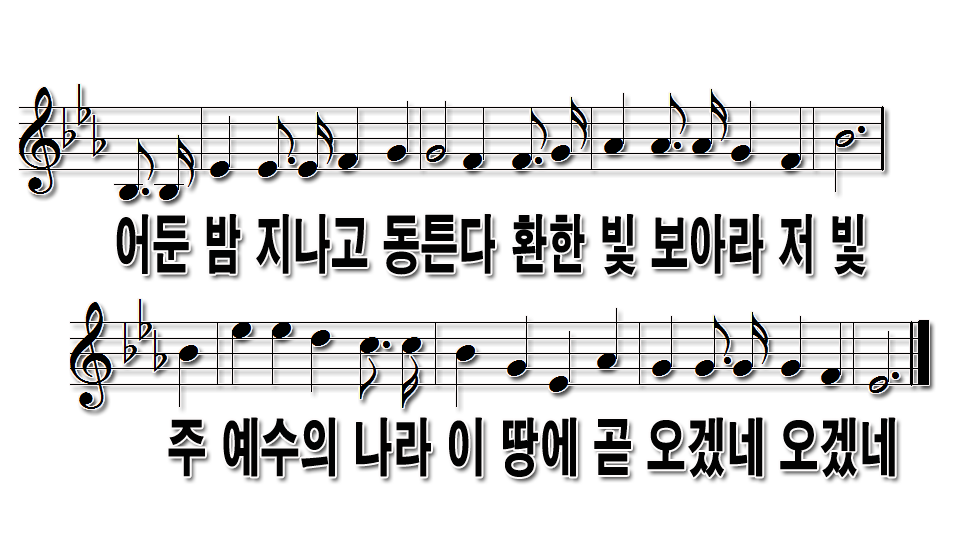 어둔 밤 지나고 동튼다 환한 빛 보아라 저 빛
주 예수의 나라 이 땅에 곧 오겠네 오겠네